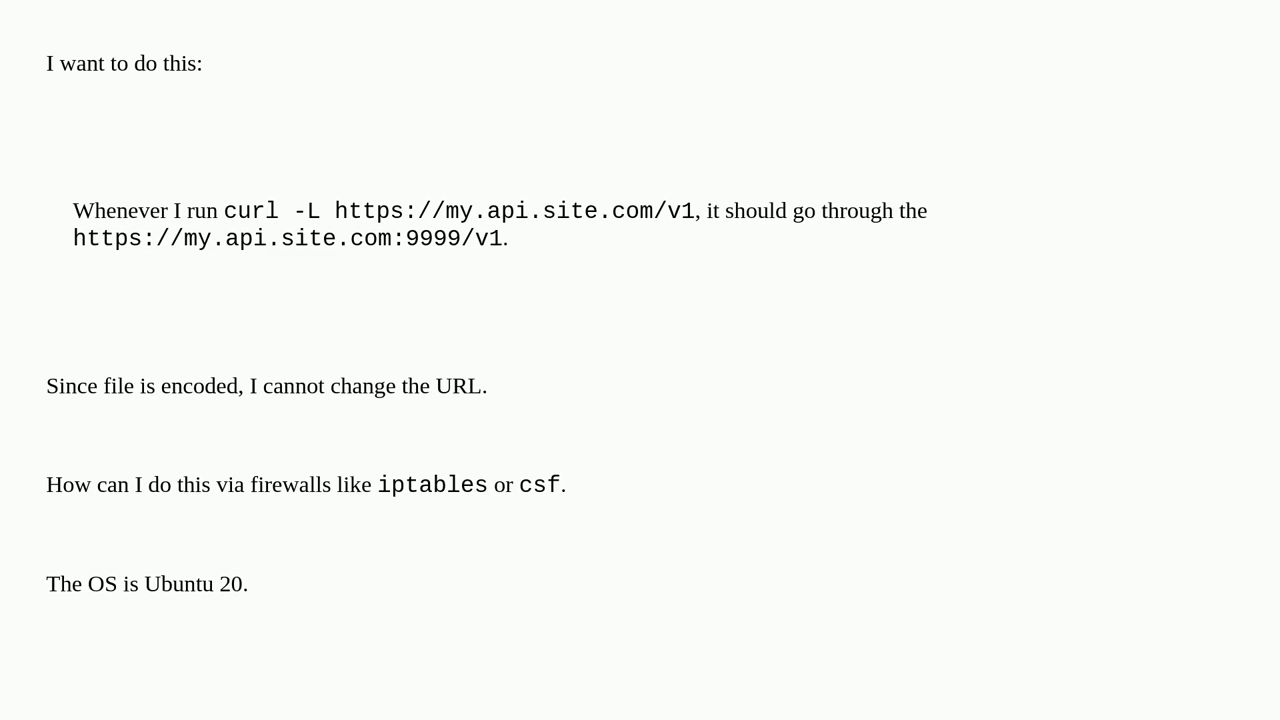 I want to do this:
Whenever I run curl -L https://my.api.site.com/v1, it should go through the
https://my.api.site.com:9999/v1.
Since file is encoded, I cannot change the URL.
How can I do this via firewalls like iptables or csf.
The OS is Ubuntu 20.